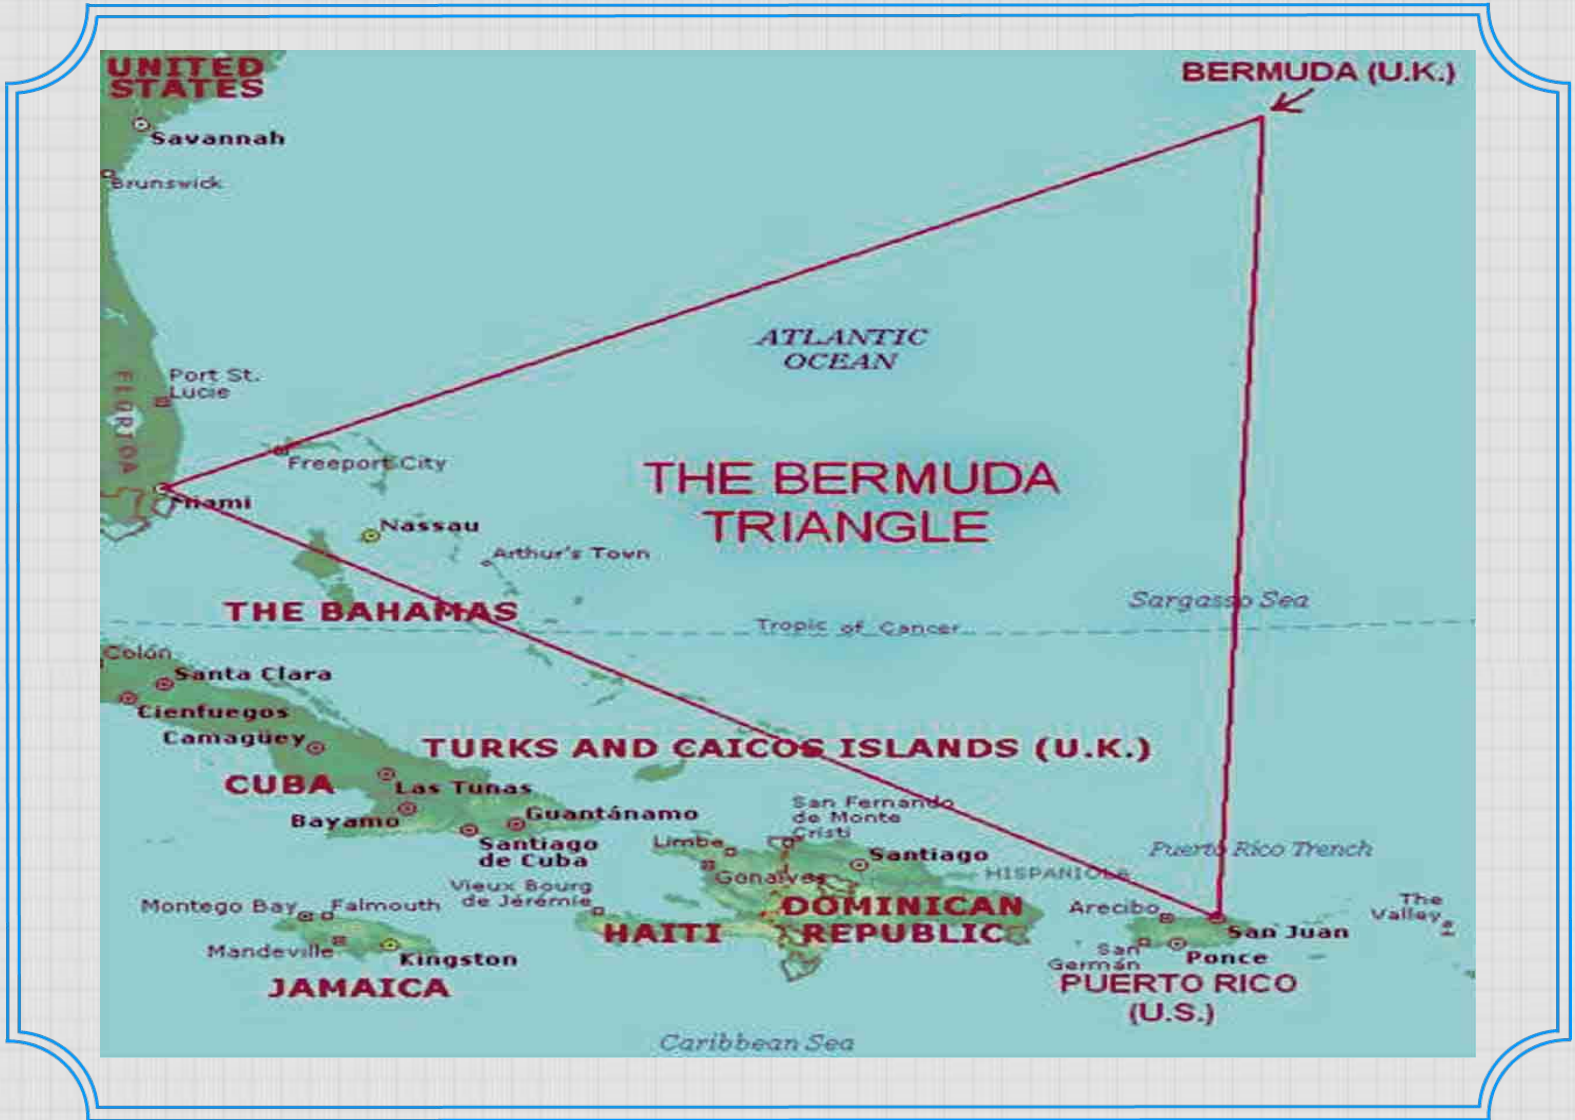 UNITED
STATES
BERMUDA (U.K.)
Savannah
Brunswick
ATLANTIC
OCEAN
Port St.
Lucie
FLORIDA
Freeport City
THE BERMUDA
TRIANGLE
Miami
Nassau
Arthur's Town
Sargasso Sea
THE BAHAMAS
Tropic of Cancer
Colón
Santa Clara
Cienfuegos
Camagüey
TURKS AND CAICOS ISLANDS (U.K.)
CUBA
Las Tunas
San Fernando
de Monte
Cristi
Bayamo
Guantánamo
Santiago
de Cuba
Limbe
Santiago
Puerto Rico Trench
Gonaïves
HISPANIOLA
Vieux Bourg
de Jérémie
Montego Bay
Falmouth
DOMINICAN
REPUBLIC
HAITI
Arecibo
The
Valley
San Juan
Mandeville
Kingston
San
Germán
Ponce
JAMAICA
PUERTO RICO
(U.S.)
Caribbean Sea